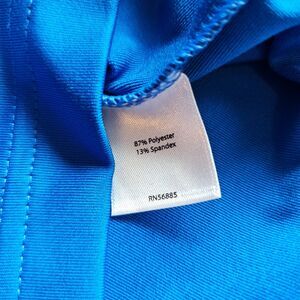 87% Polyester
13% Spandex
RN56885